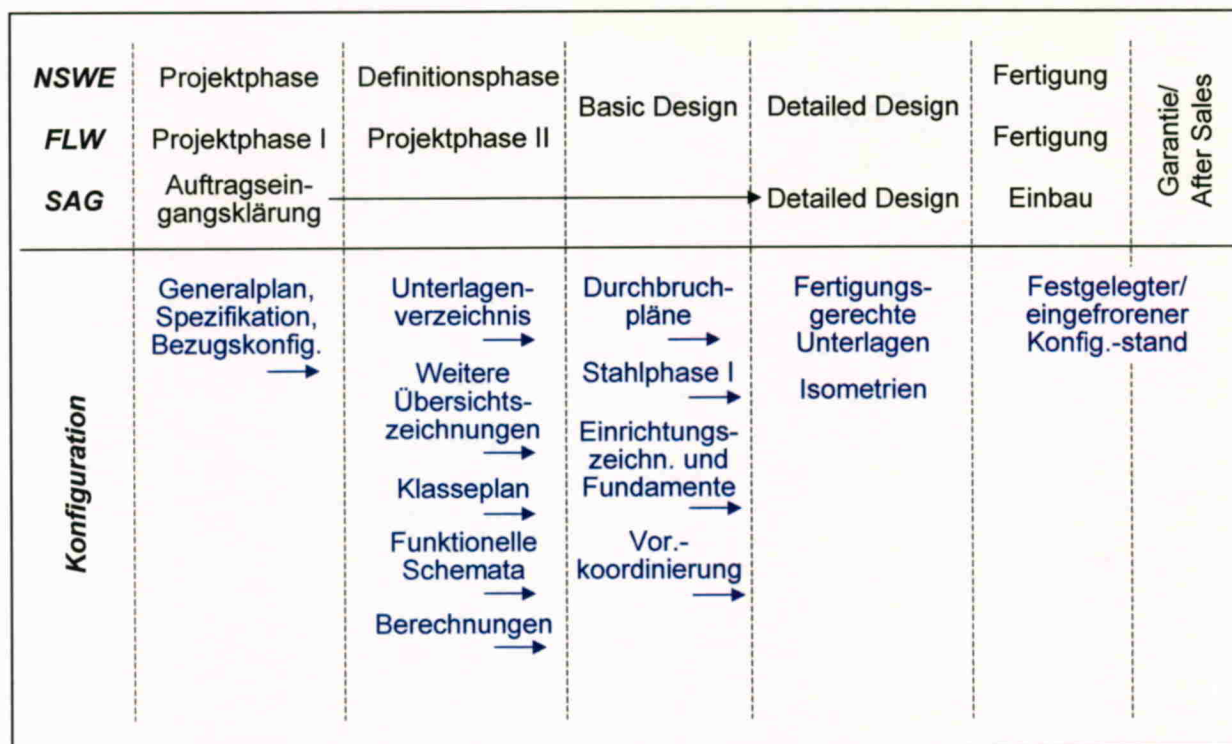 NSWE
Projektphase
Definitionsphase
Basic Design
Detailed Design
Fertigung
FLW
Projektphase I
Projektphase II
Fertigung
SAG
Auftragsein-
gangsklärung
Detailed Design
Einbau
Garantie/
After Sales
Konfiguration
Generalplan,
Spezifikation,
Bezugskonfig.
Unterlagen-
verzeichnis
Weitere
Übersichts-
zeichnungen
Klasseplan
Funktionelle
Schemata
Berechnungen
Durchbruch-
pläne
Stahlphase I
Einrichtungs-
zeichn. und
Fundamente
Vor.-
koordinierung
Fertigungs-
gerechte
Unterlagen
Isometrien
Festgelegter/
eingefrorener
Konfig.-stand